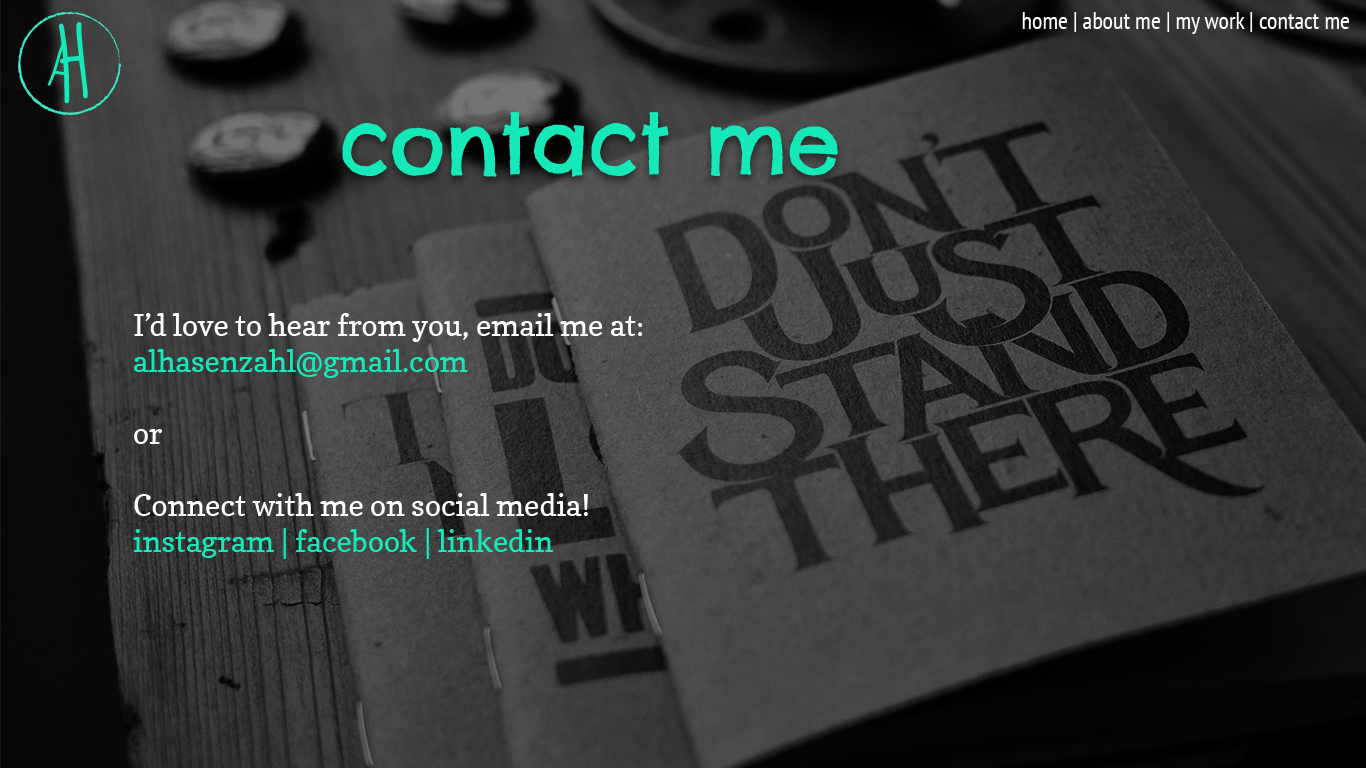 AH
home | about me | my work | contact me
contact me
DON'T
JUST
STAND
THERE
I’d love to hear from you, email me at:
alhasenzahl@gmail.com
or
Connect with me on social media!
instagram | facebook | linkedin